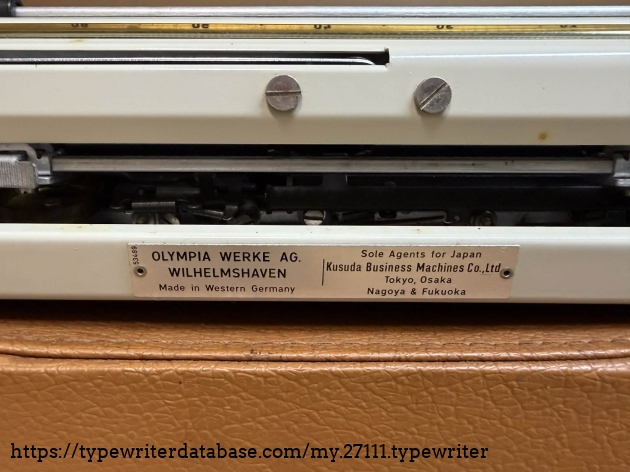 53489
OLYMPIA WERKE AG.
WILHELMSHAVEN
Made in Western Germany
Sole Agents for Japan
Kusuda Business Machines Co., Ltd.
Tokyo, Osaka
Nagoya & Fukuoka
https://typewriterdatabase.com/my.27111.typewriter